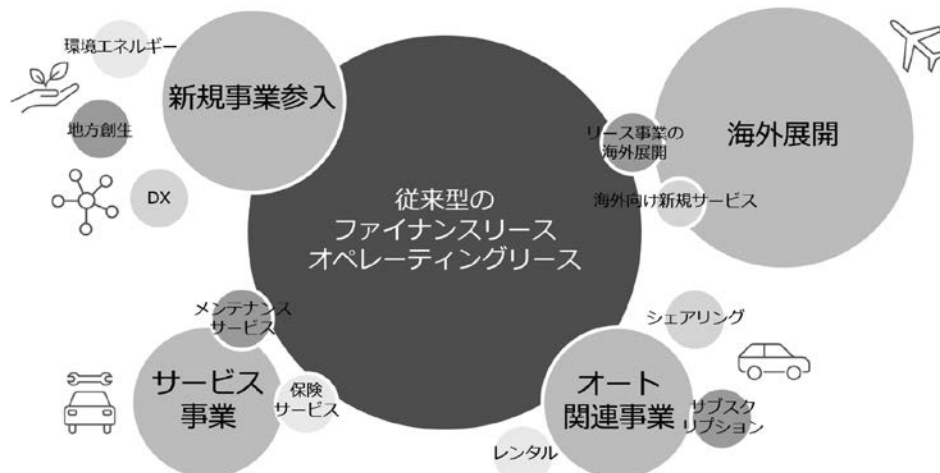 環境エネルギー
新規事業参入
地方創生
DX
従来型の
ファイナンスリース
オペレーティングリース
海外展開
リース事業の
海外展開
海外向け新規サービス
メンテナンス
サービス
サービス
事業
保険
サービス
シェアリング
オート
関連事業
サブスク
リプション
レンタル